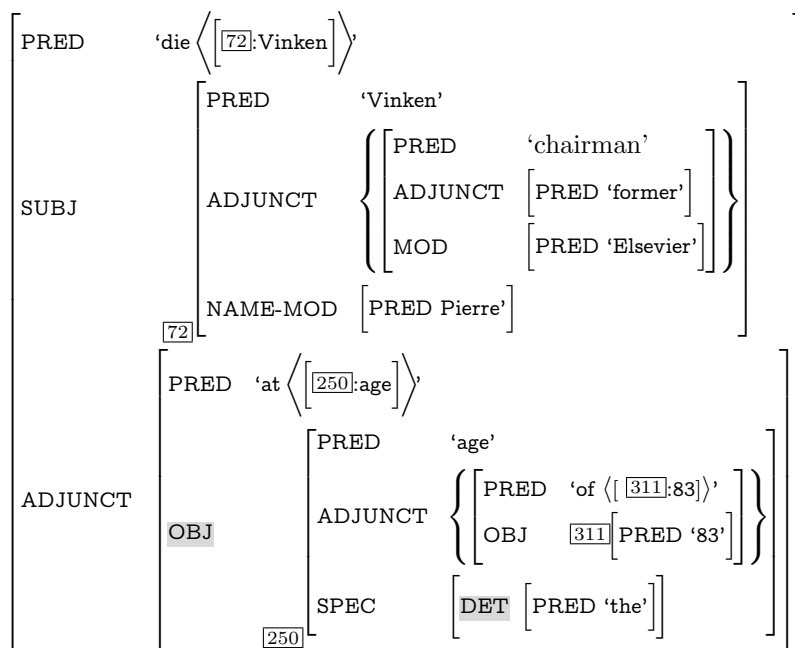 PRED ‘die ⟨[72:Vinken]⟩’
PRED ‘Vinken’
PRED ‘chairman’
SUBJ ADJUNCT ADJUNCT [PRED ‘former’]
MOD [PRED ‘Elsevier’]
NAME-MOD [PRED Pierre’]
72
PRED ‘at ⟨[250:age]⟩’
PRED ‘age’
PRED ‘of ⟨[ 311:83]⟩’
ADJUNCT OBJ ADJUNCT OBJ 311[PRED ‘83’]
SPEC [DET [PRED ‘the’]]
250